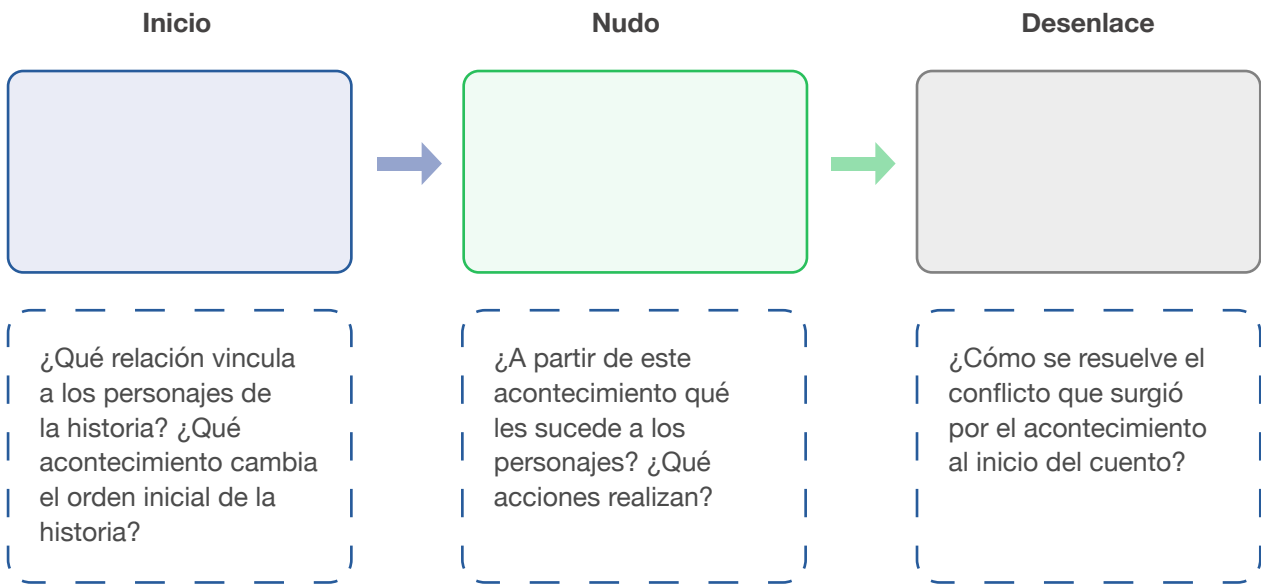 Inicio
Nudo
Desenlace
¿Qué relación vincula
a los personajes de
la historia? ¿Qué
acontecimiento cambia
el orden inicial de la
historia?
¿A partir de este
acontecimiento qué
les sucede a los
personajes? ¿Qué
acciones realizan?
¿Cómo se resuelve el
conflicto que surgió
por el acontecimiento
al inicio del cuento?